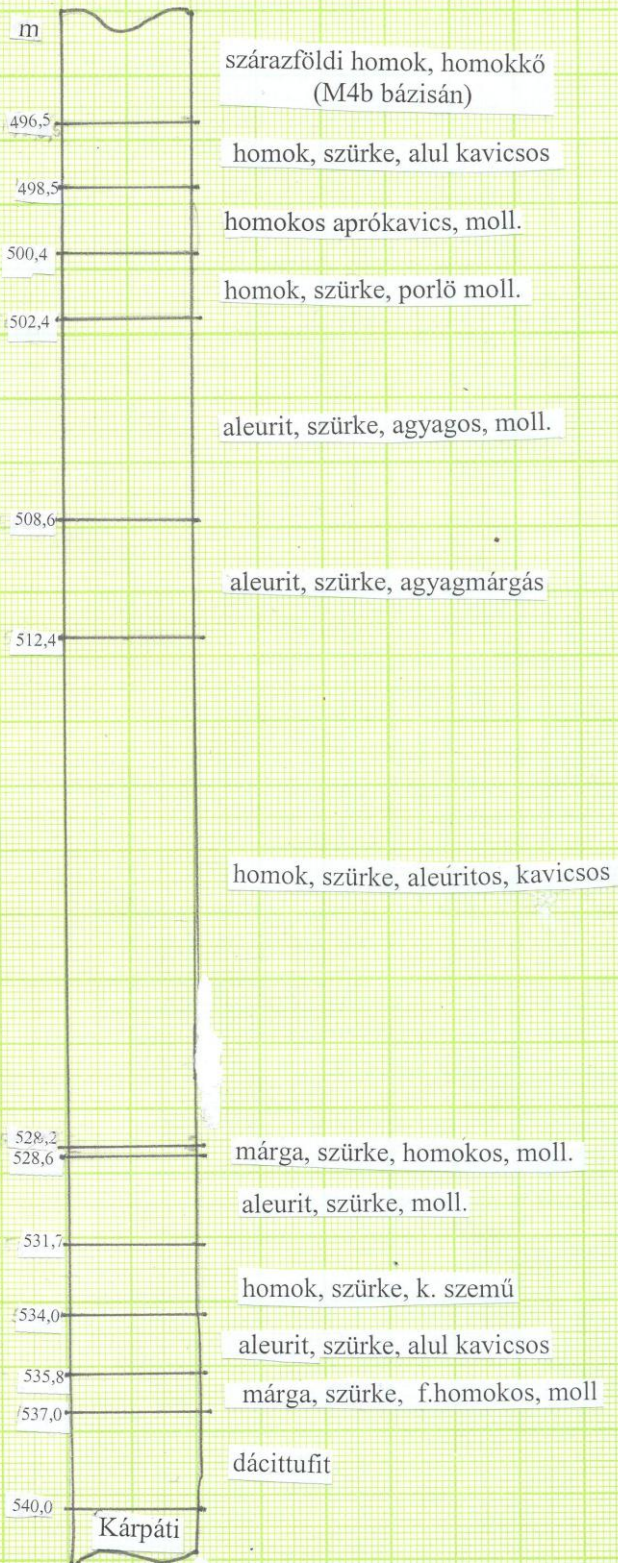 m
szárazföldi homok, homokkő
(M4b bázisán)
496,5
homok, szürke, alul kavicsos
498,5
homokos aprókavics, moll.
500,4
homok, szürke, porlö moll.
502,4
aleurit, szürke, agyagos, moll.
508,6
aleurit, szürke, agyagmárgás
512,4
homok, szürke, aleúritos, kavicsos
528,2
528,6
márga, szürke, homokos, moll.
aleurit, szürke, moll.
531,7
homok, szürke, k. szemű
534,0
aleurit, szürke, alul kavicsos
535,8
márga, szürke, f.homokos, moll
537,0
dácittufit
540,0
Kárpáti